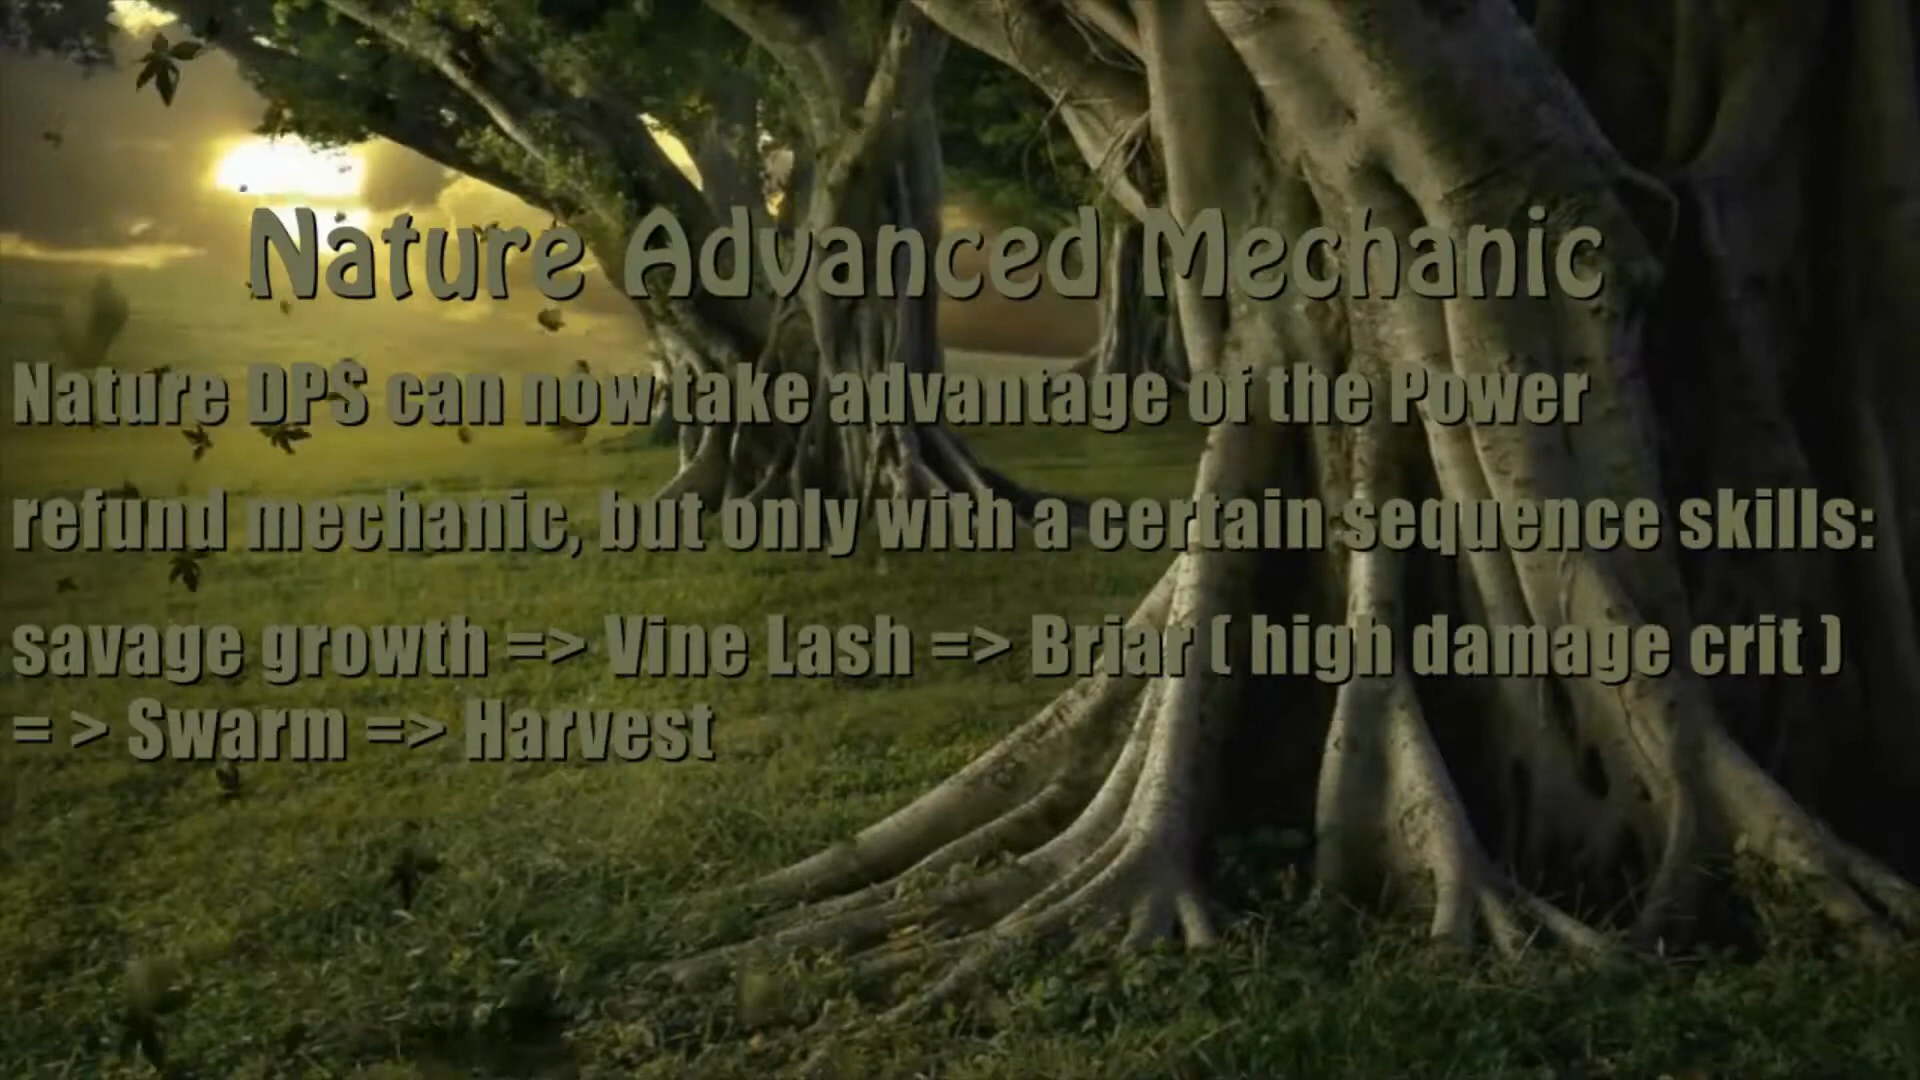 Nature Advanced Mechanic
Nature DPS can now take advantage of the Power
refund mechanic, but only with a certain sequence skills:
savage growth => Vine Lash => Briar ( high damage crit )
= > Swarm => Harvest